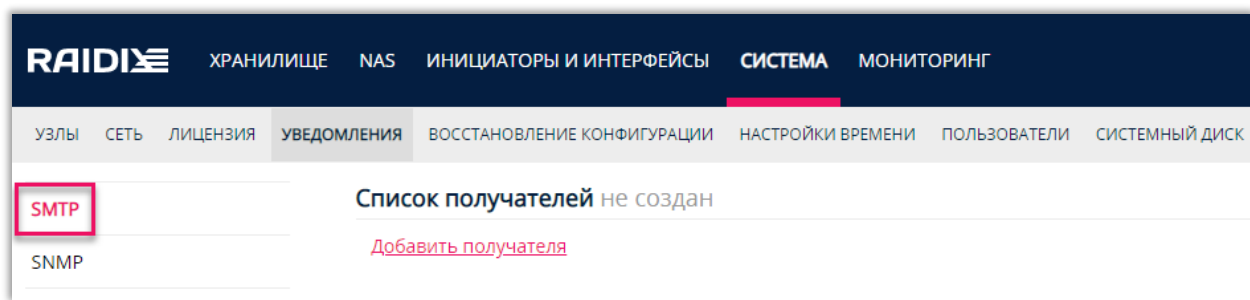 RAIDIX ХРАНИЛИЩЕ NAS ИНИЦИАТОРЫ И ИНТЕРФЕЙСЫ СИСТЕМА МОНИТОРИНГ
УЗЛЫ СЕТЬ ЛИЦЕНЗИЯ УВЕДОМЛЕНИЯ ВОССТАНОВЛЕНИЕ КОНФИГУРАЦИИ НАСТРОЙКИ ВРЕМЕНИ ПОЛЬЗОВАТЕЛИ СИСТЕМНЫЙ ДИСК
SMTP
SNMP
Список получателей не создан
Добавить получателя